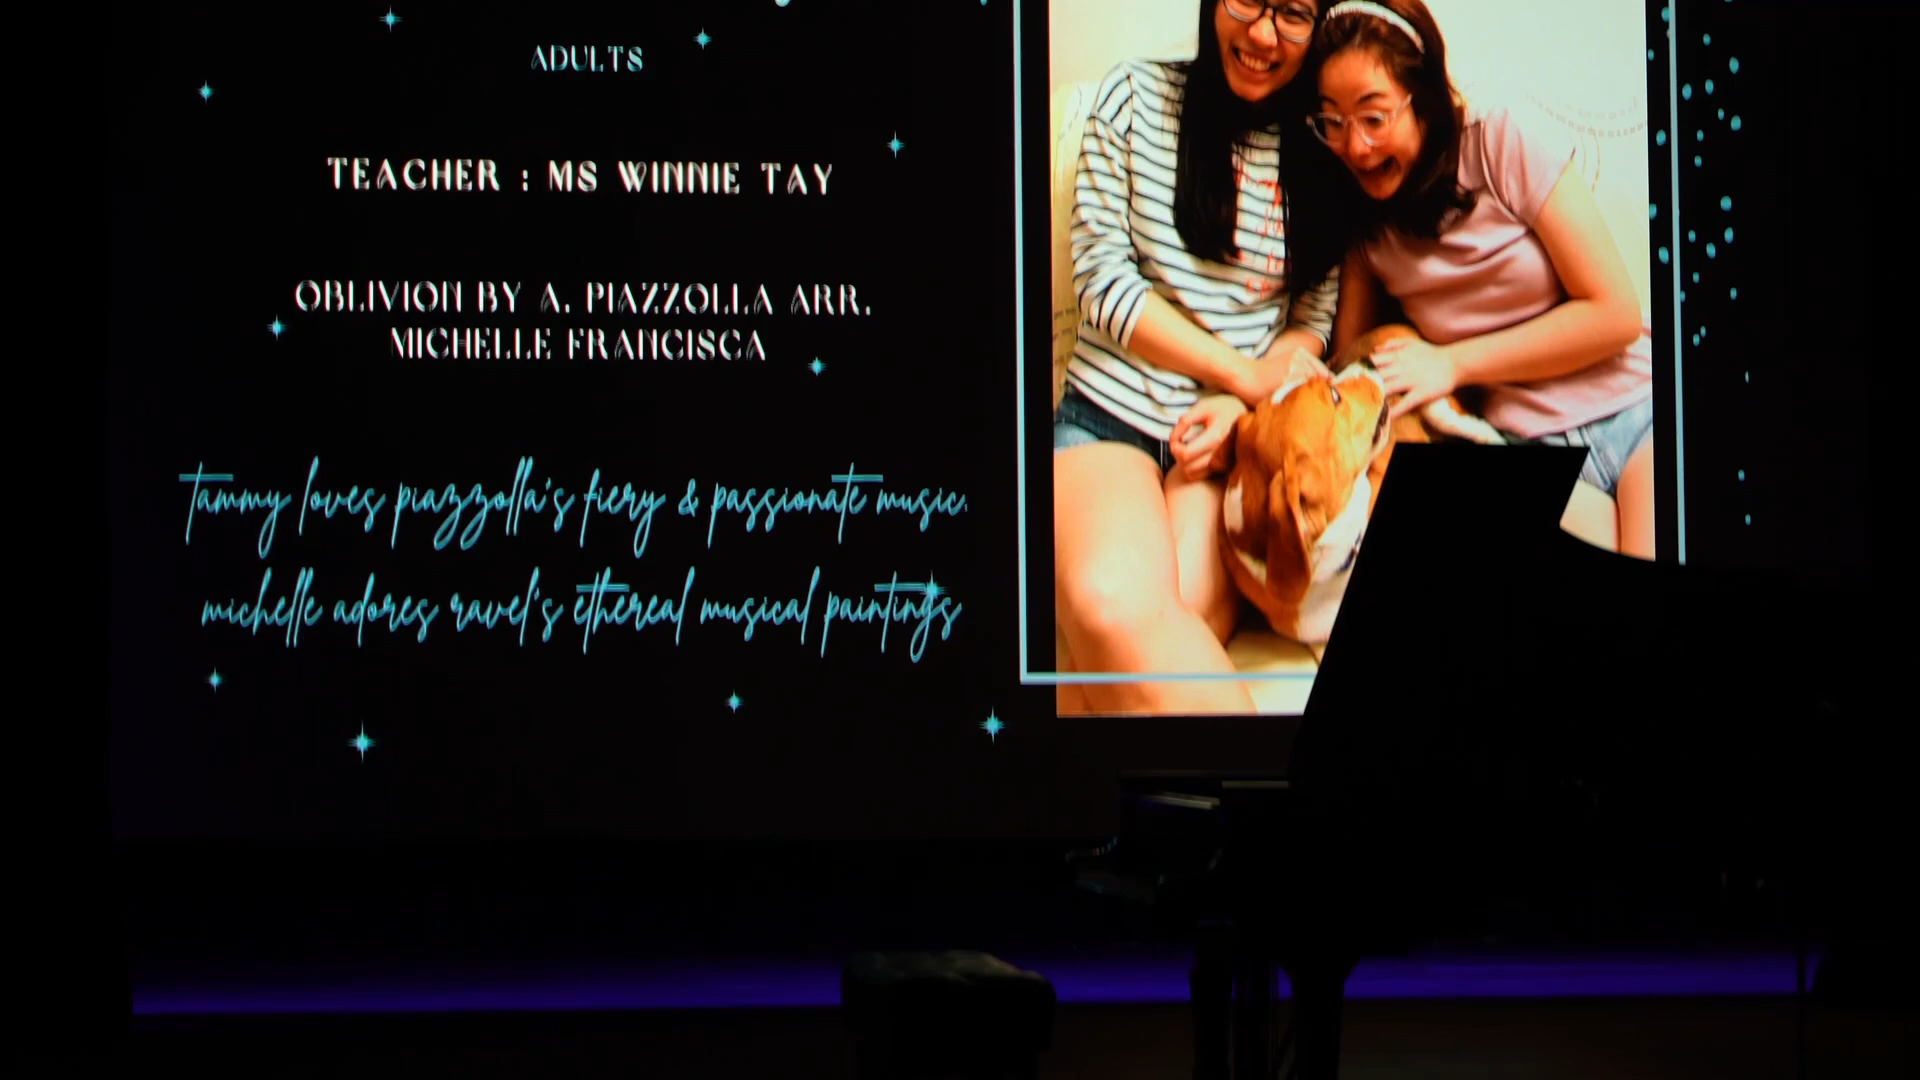 ADULTS
TEACHER : MS WINNIE TAY
OBLIVION BY A. PIAZZOLLA ARR.
MICHELLE FRANCISCA
tammy loves piazzolla's fiery & passionate music.
michelle adores ravel's ethereal musical paintings